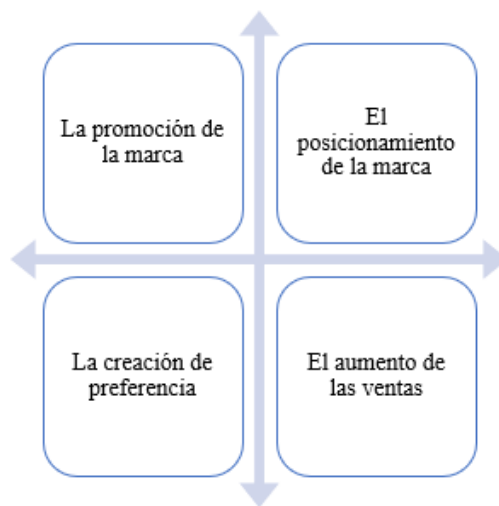 La promoción de
la marca
El
posicionamiento
de la marca
La creación de
preferencia
El aumento de
las ventas